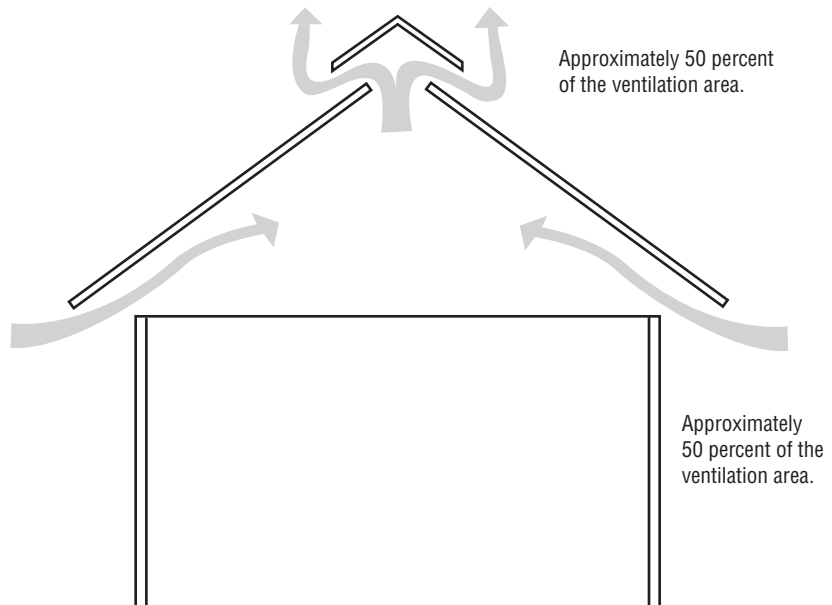 Approximately 50 percent
of the ventilation area.
Approximately
50 percent of the
ventilation area.